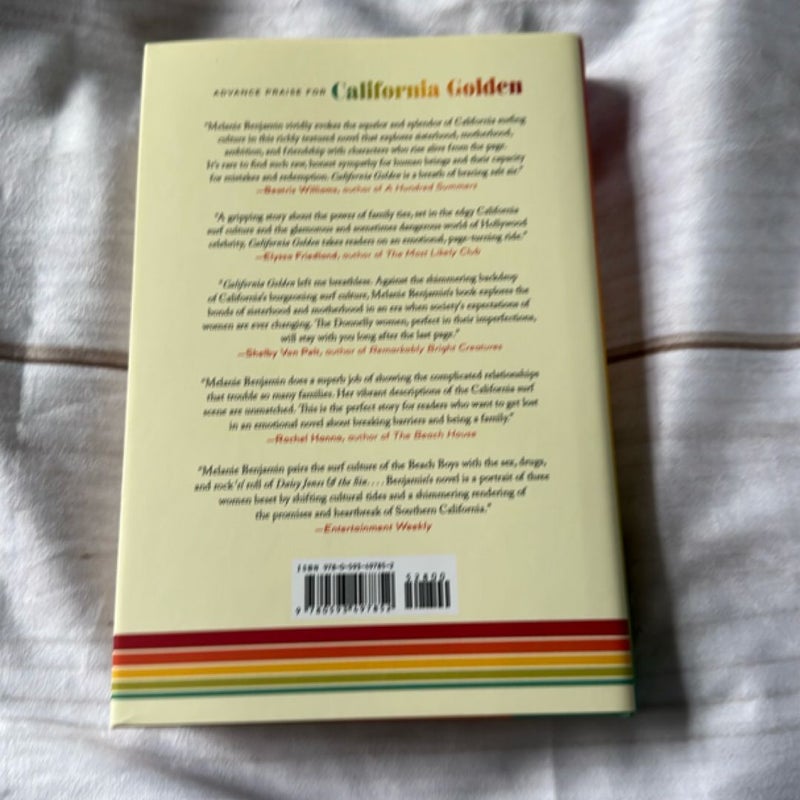 ADVANCE PRAISE FOR California Golden
"Melanie Benjamin vividly evokes the squalor and splendor of California surfing
culture in this richly textured novel that explores sisterhood, motherhood,
ambition, and friendship with characters who rise alive from the page.
It's rare to find such raw, honest sympathy for human beings and their capacity
for mistakes and redemption. California Golden is a breath of bracing salt air."
—Beatriz Williams, author of A Hundred Summers
"A gripping story about the power of family ties, set in the edgy California
surf culture and the glamorous and sometimes dangerous world of Hollywood
celebrity, California Golden takes readers on an emotional, page-turning ride."
—Elyssa Friedland, author of The Most Likely Club
"California Golden left me breathless. Against the shimmering backdrop
of California's burgeoning surf culture, Melanie Benjamin's book explores the
bonds of sisterhood and motherhood in an era when society's expectations of
women are ever changing. The Donnelly women, perfect in their imperfections,
will stay with you long after the last page."
—Shelby Van Pelt, author of Remarkably Bright Creatures
"Melanie Benjamin does a superb job of showing the complicated relationships
that trouble so many families. Her vibrant descriptions of the California surf
scene are unmatched. This is the perfect story for readers who want to get lost
in an emotional novel about breaking barriers and being a family."
—Rachel Hanna, author of The Beach House
"Melanie Benjamin pairs the surf culture of the Beach Boys with the sex, drugs,
and rock 'n' roll of Daisy Jones & the Six. . . . Benjamin's novel is a portrait of three
women beset by shifting cultural tides and a shimmering rendering of
the promises and heartbreak of Southern California."
—Entertainment Weekly
ISBN 978-0-593-49785-2
52800
9 780593 497852